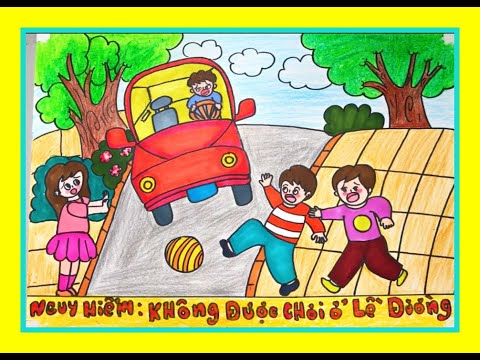 Nguy Hiểm: Không Được Chơi ở Lề Đường